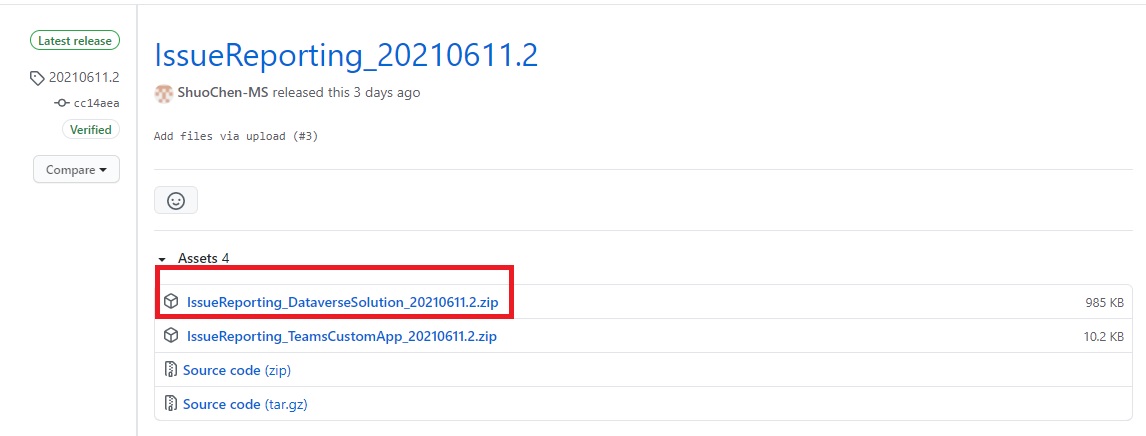 Latest release
20210611.2
cc14aea
Verified
Compare
IssueReporting_20210611.2
ShuoChen-MS released this 3 days ago
Add files via upload (#3)
Assets 4
IssueReporting_DataverseSolution_20210611.2.zip 985 KB
IssueReporting_TeamsCustomApp_20210611.2.zip 10.2 KB
Source code (zip)
Source code (tar.gz)